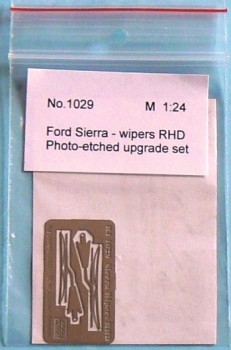 No.1029 M 1:24
Ford Sierra - wipers RHD
Photo-etched upgrade set